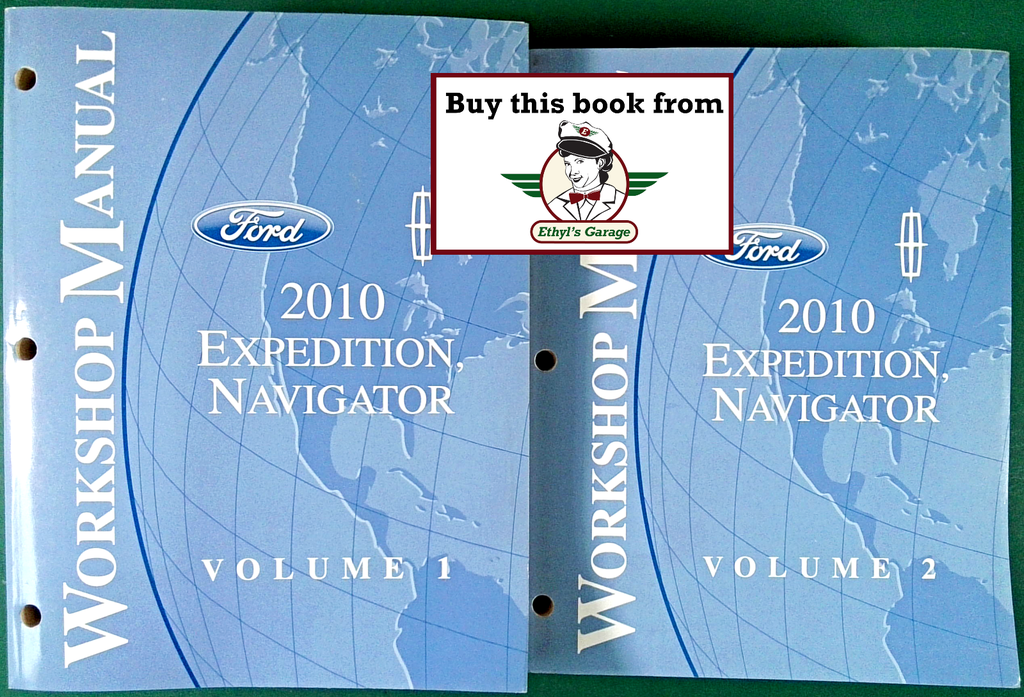 WORKSHOP MANUAL
Ford
2010
EXPEDITION,
NAVIGATOR
VOLUME 1
Buy this book from
E
Ethyl's Garage
WORKSHOP M
Ford
2010
EXPEDITION,
NAVIGATOR
VOLUME 2